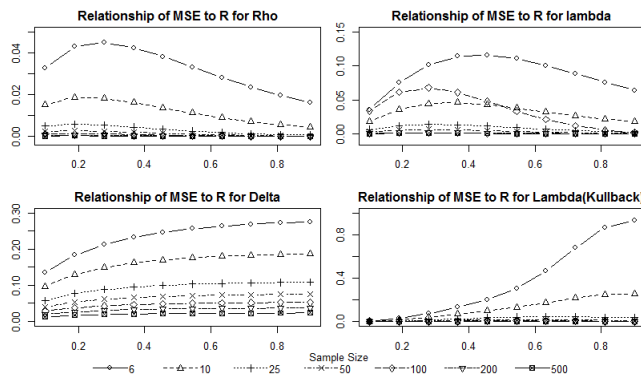 Relationship of MSE to R for Rho
0.04
0.02
0.00
0.2 0.4 0.6 0.8
Relationship of MSE to R for lambda
0.15
0.10
0.05
0.00
0.2 0.4 0.6 0.8
Relationship of MSE to R for Delta
0.30
0.20
0.10
0.00
0.2 0.4 0.6 0.8
Relationship of MSE to R for Lambda(Kullback)
0.8
0.4
0.0
0.2 0.4 0.6 0.8
Sample Size
6 10 25 50 100 200 500